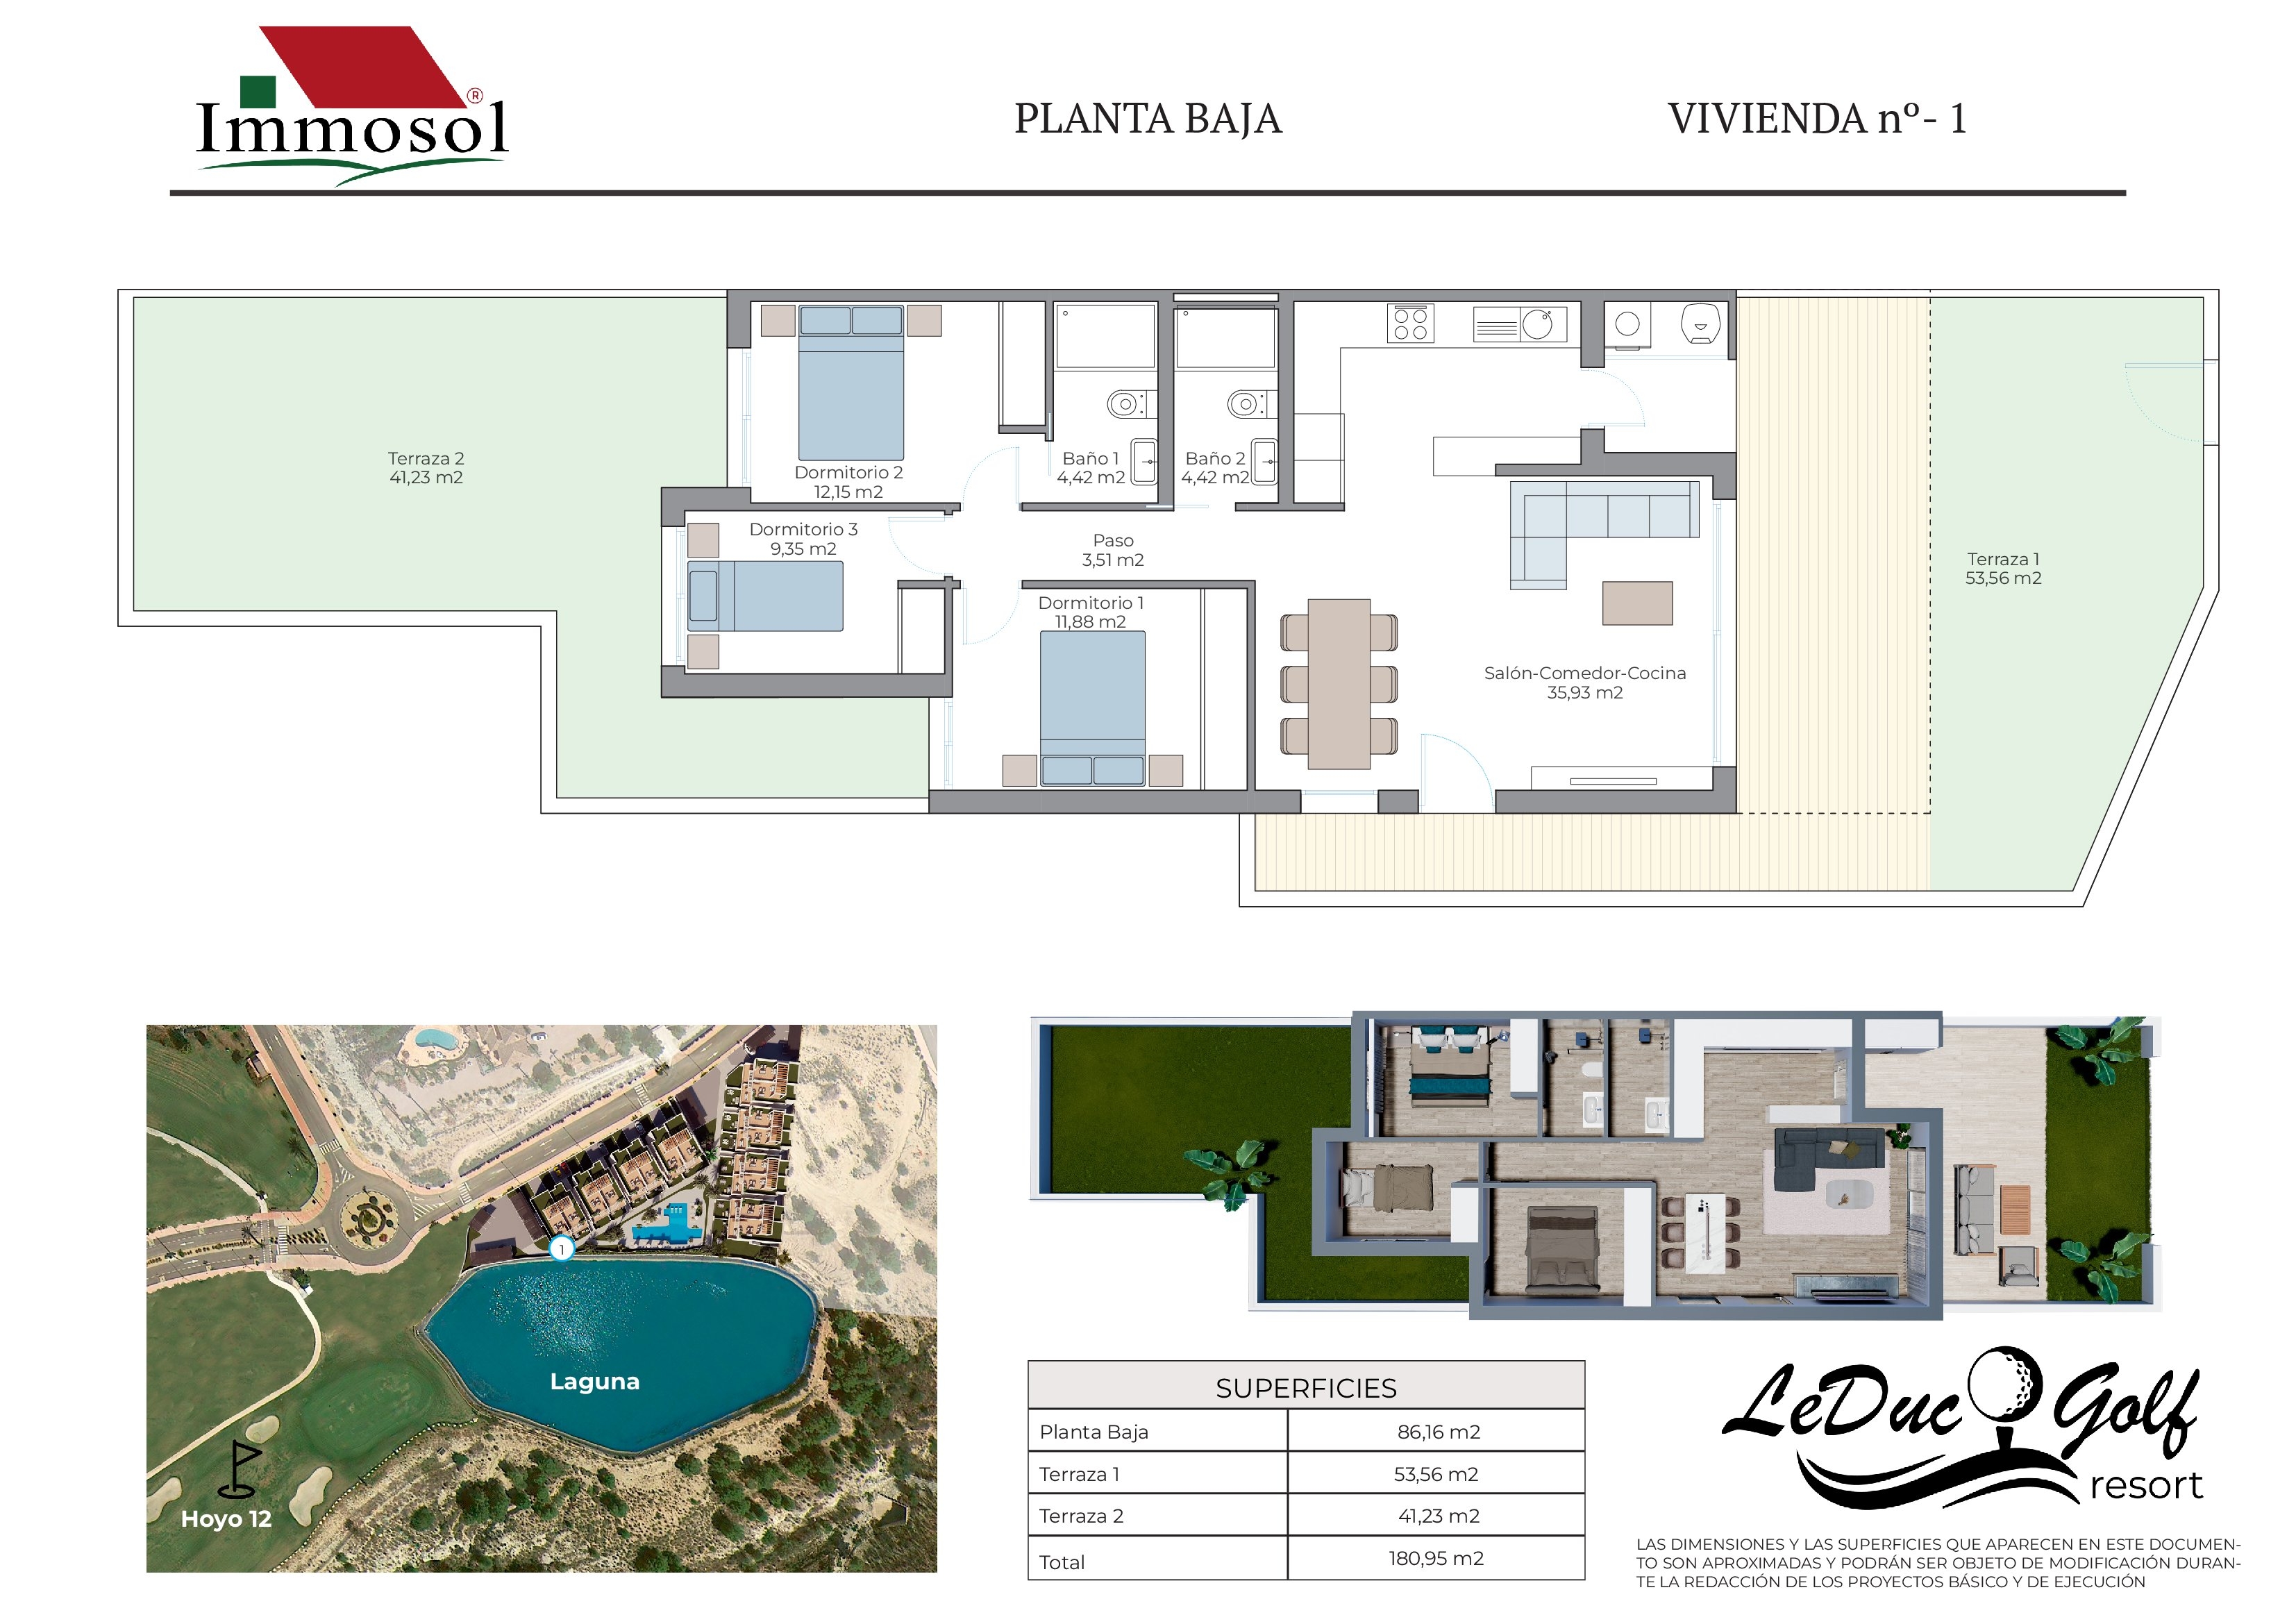 Immosol ®
PLANTA BAJA
VIVIENDA nº- 1
Terraza 2
41,23 m2
Dormitorio 2
12,15 m2
Baño 1
4,42 m2
Baño 2
4,42 m2
Dormitorio 3
9,35 m2
Paso
3,51 m2
Dormitorio 1
11,88 m2
Salón-Comedor-Cocina
35,93 m2
Terraza 1
53,56 m2
1
Laguna
Hoyo 12
SUPERFICIES
Planta Baja 86,16 m2
Terraza 1 53,56 m2
Terraza 2 41,23 m2
Total 180,95 m2
LeDuc Golf
resort
LAS DIMENSIONES Y LAS SUPERFICIES QUE APARECEN EN ESTE DOCUMEN-
TO SON APROXIMADAS Y PODRÁN SER OBJETO DE MODIFICACIÓN DURAN-
TE LA REDACCIÓN DE LOS PROYECTOS BÁSICO Y DE EJECUCIÓN